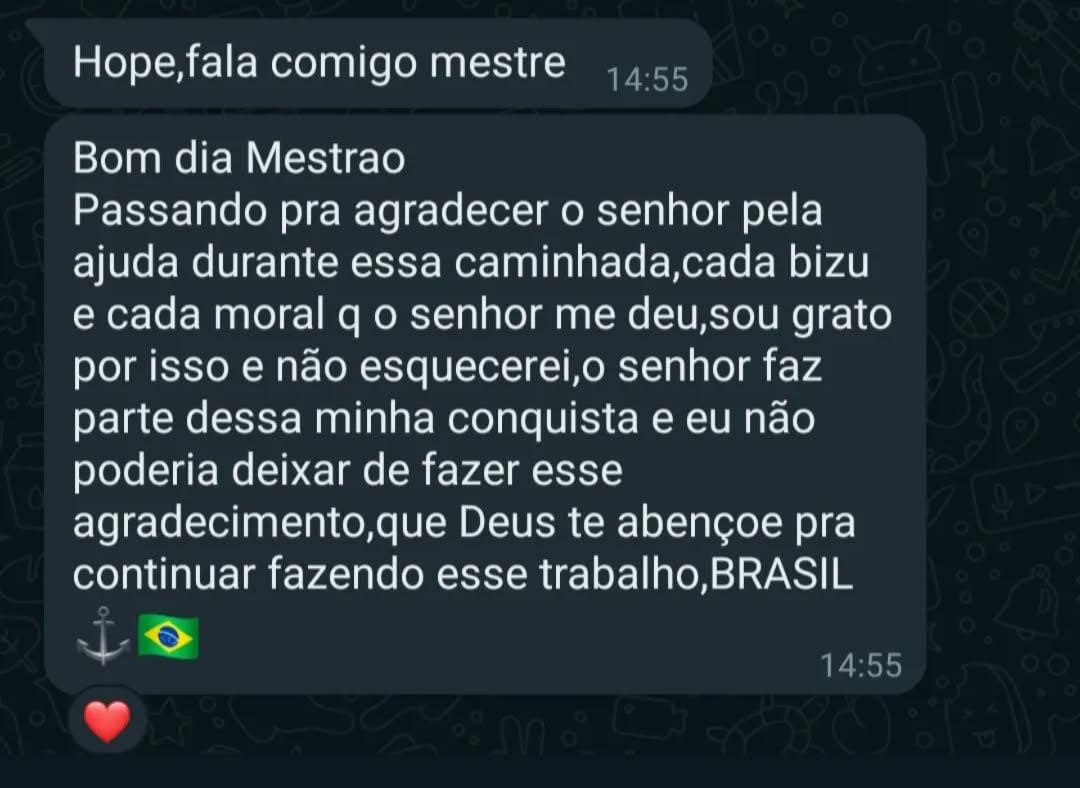 Hope,fala comigo mestre
14:55
Bom dia Mestrao
Passando pra agradecer o senhor pela
ajuda durante essa caminhada,cada bizu
e cada moral q o senhor me deu,sou grato
por isso e não esquecerei,o senhor faz
parte dessa minha conquista e eu não
poderia deixar de fazer esse
agradecimento,que Deus te abençoe pra
continuar fazendo esse trabalho,BRASIL
⚓🇧🇷
14:55